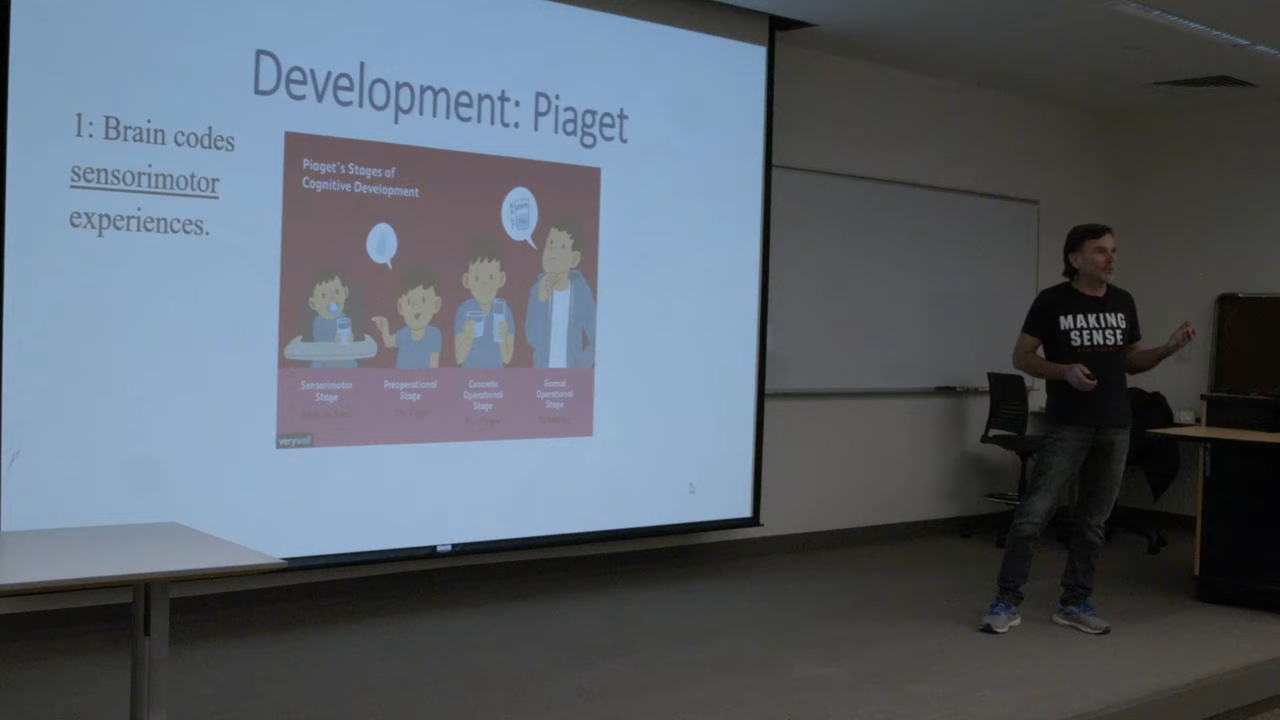 Development: Piaget
1: Brain codes
sensorimotor
experiences.
Piaget's Stages of
Cognitive Development
Sensorimotor
Stage
Preoperational
Stage
Concrete
Operational
Stage
Formal
Operational
Stage
verywell
MAKING
SENSE